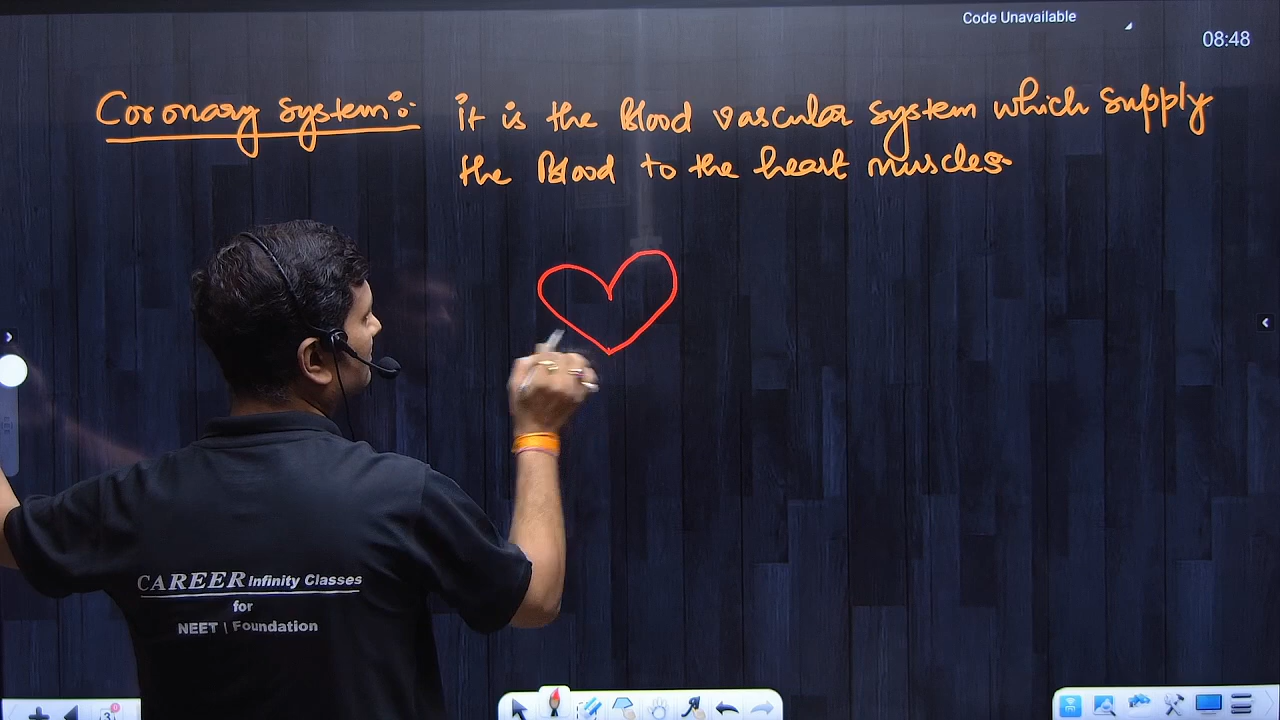 Code Unavailable
08:48
Coronary System:- it is the Blood vascular system which supply
the Blood to the heart muscles.
CAREER Infinity Classes
for
NEET | Foundation
3